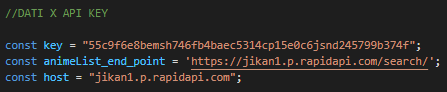 //DATI X API KEY
const key = "55c9f6e8bemsh746fb4baec5314cp15e0c6jsnd245799b374f";
const animeList_end_point = 'https://jikan1.p.rapidapi.com/search/';
const host = "jikan1.p.rapidapi.com";